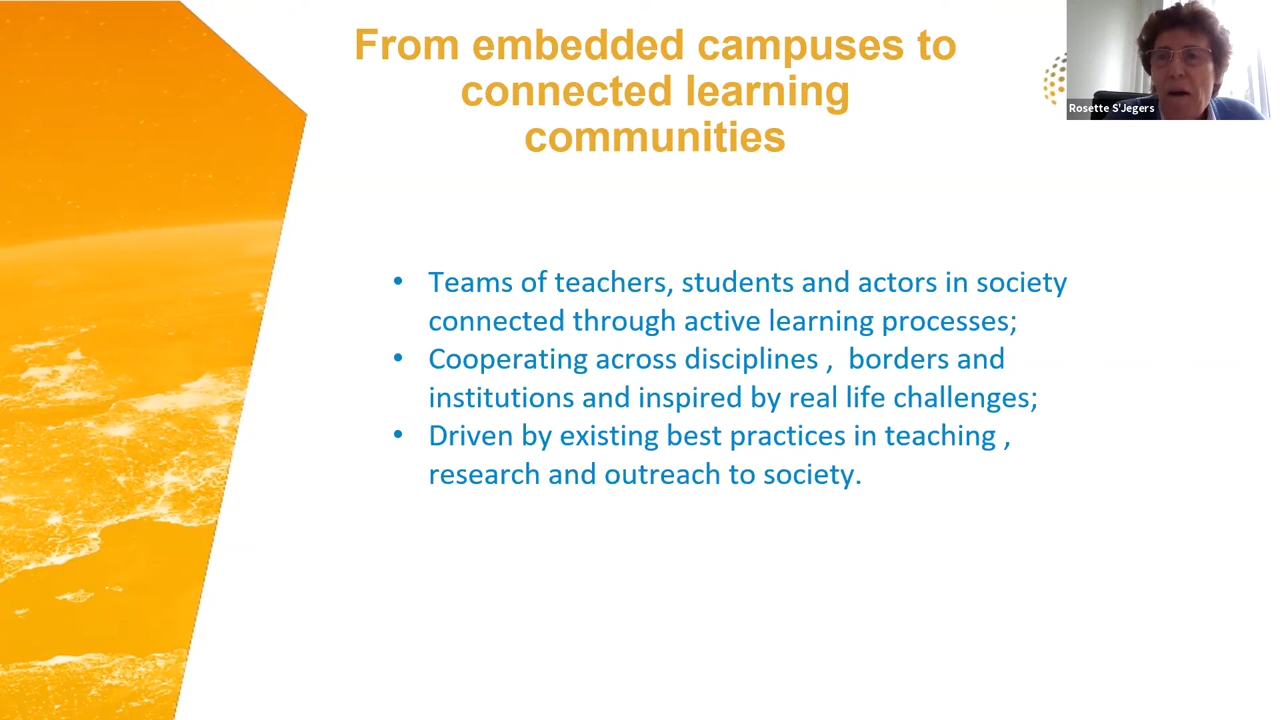 From embedded campuses to
connected learning
communities
Rosette S'Jegers
• Teams of teachers, students and actors in society
connected through active learning processes;
• Cooperating across disciplines ,  borders and
institutions and inspired by real life challenges;
• Driven by existing best practices in teaching ,
research and outreach to society.